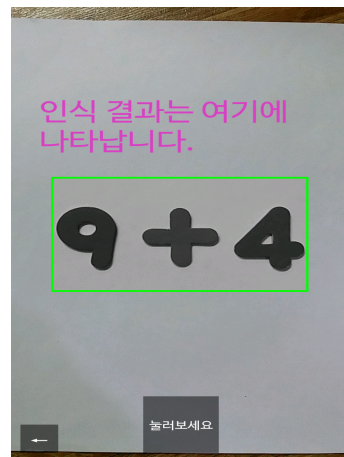 인식 결과는 여기에
나타납니다.
9+4
눌러보세요
←